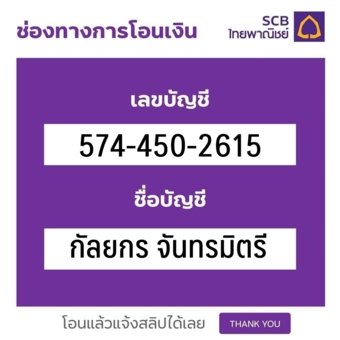 ช่องทางการโอนเงิน
SCB
ไทยพาณิชย์
เลขบัญชี
574-450-2615
ชื่อบัญชี
กัลยกร จันทรมิตรี
โอนแล้วแจ้งสลิปได้เลย
THANK YOU